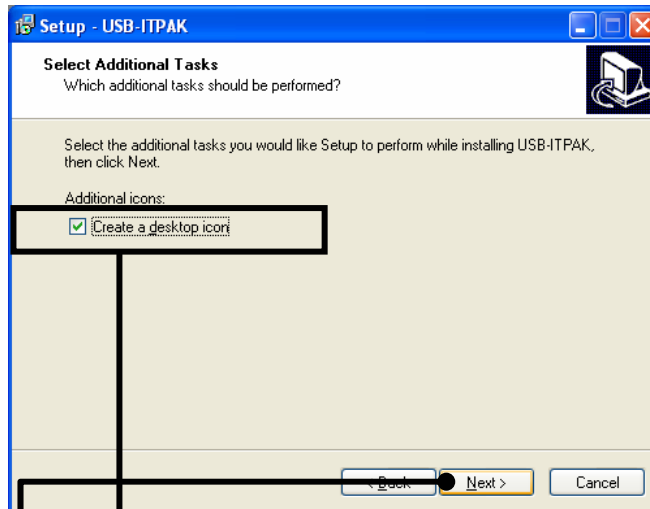 Setup - USB-ITPAK
Select Additional Tasks
Which additional tasks should be performed?
Select the additional tasks you would like Setup to perform while installing USB-ITPAK,
then click Next.
Additional icons:
Create a desktop icon
< Back Next > Cancel